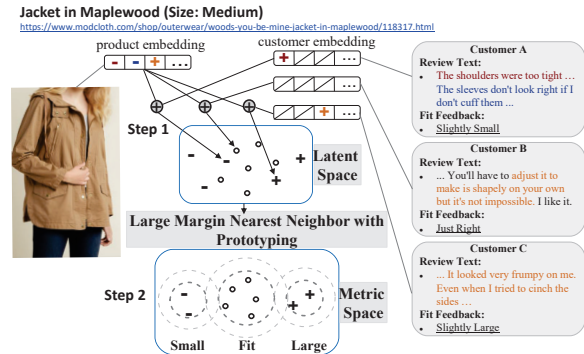 Jacket in Maplewood (Size: Medium)
https://www.modcloth.com/shop/outerwear/woods-you-be-mine-jacket-in-maplewood/118317.html
product embedding
- - + ...
customer embedding
+ ...
...
+ ...
Step 1
Latent
Space
Large Margin Nearest Neighbor with
Prototyping
Step 2
Metric
Space
Small Fit Large
Customer A
Review Text:
• The shoulders were too tight …
The sleeves don't look right if I
don't cuff them ...
Fit Feedback:
• Slightly Small
Customer B
Review Text:
• ... You'll have to adjust it to
make is shapely on your own
but it's not impossible. I like it.
Fit Feedback:
• Just Right
Customer C
Review Text:
• ... It looked very frumpy on me.
Even when I tried to cinch the
sides …
Fit Feedback:
• Slightly Large